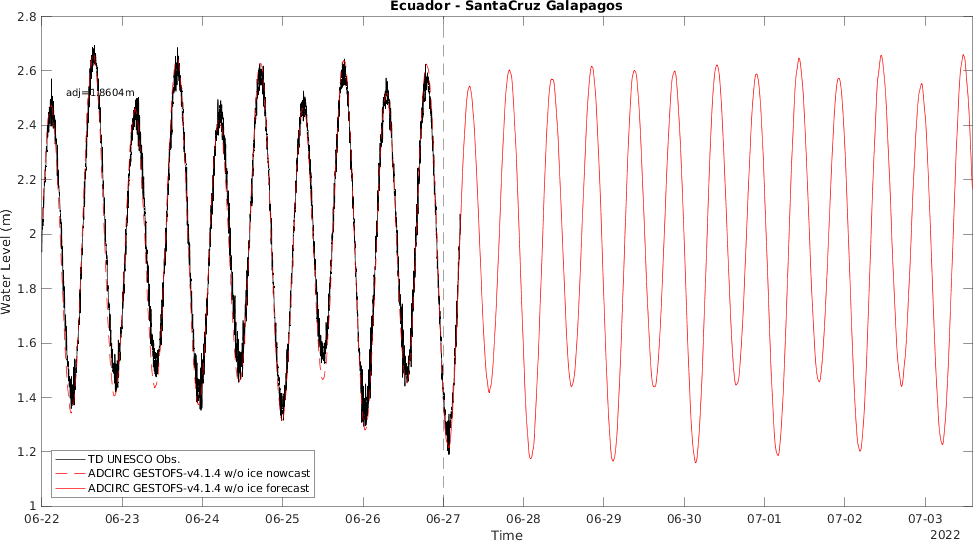 Ecuador - SantaCruz Galapagos
2.8
2.6
adj=1.8604m
2.4
2.2
2
Water Level (m)
1.8
1.6
1.4
1.2
TD UNESCO Obs.
ADCIRC GESTOFS-v4.1.4 w/o ice nowcast
ADCIRC GESTOFS-v4.1.4 w/o ice forecast
1
06-22 06-23 06-24 06-25 06-26 06-27 06-28 06-29 06-30 07-01 07-02 07-03
Time
2022